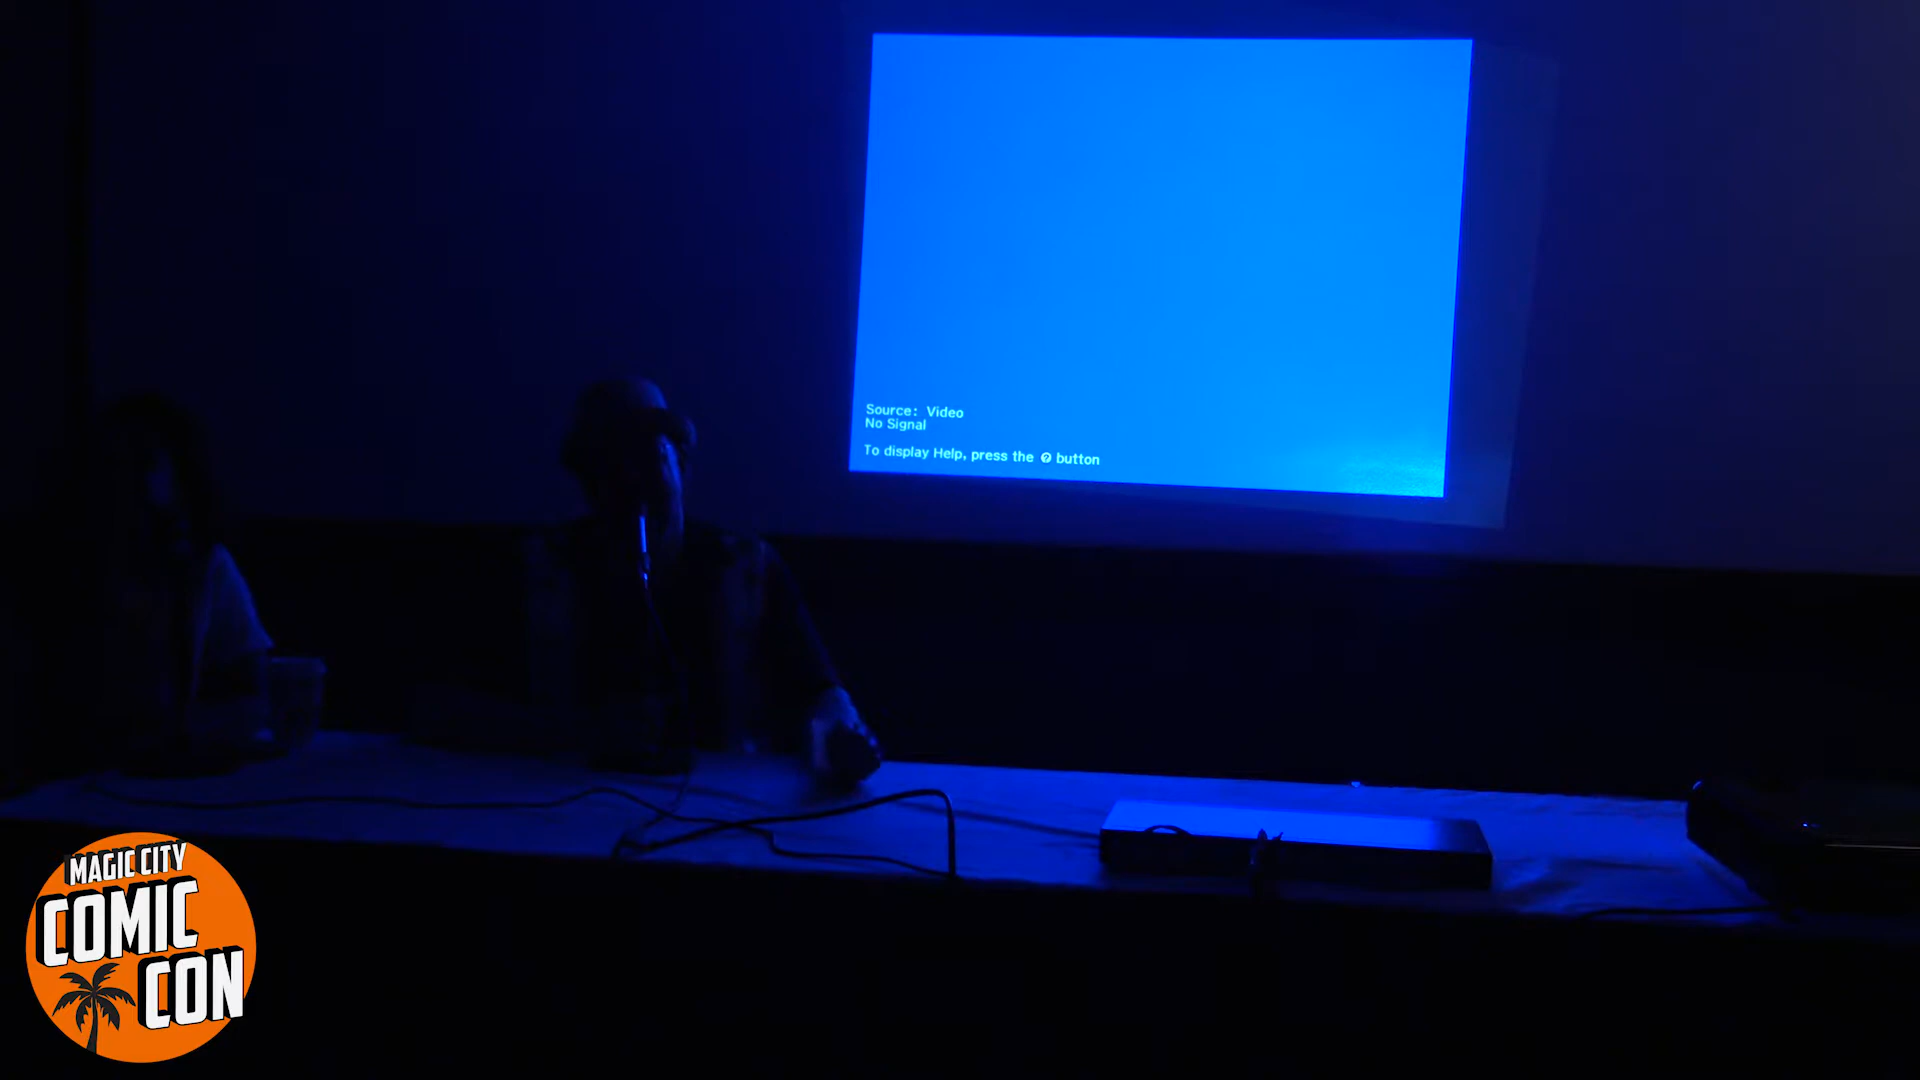 Source: Video
No Signal
To display Help, press the ? button
MAGIC CITY
COMIC
CON